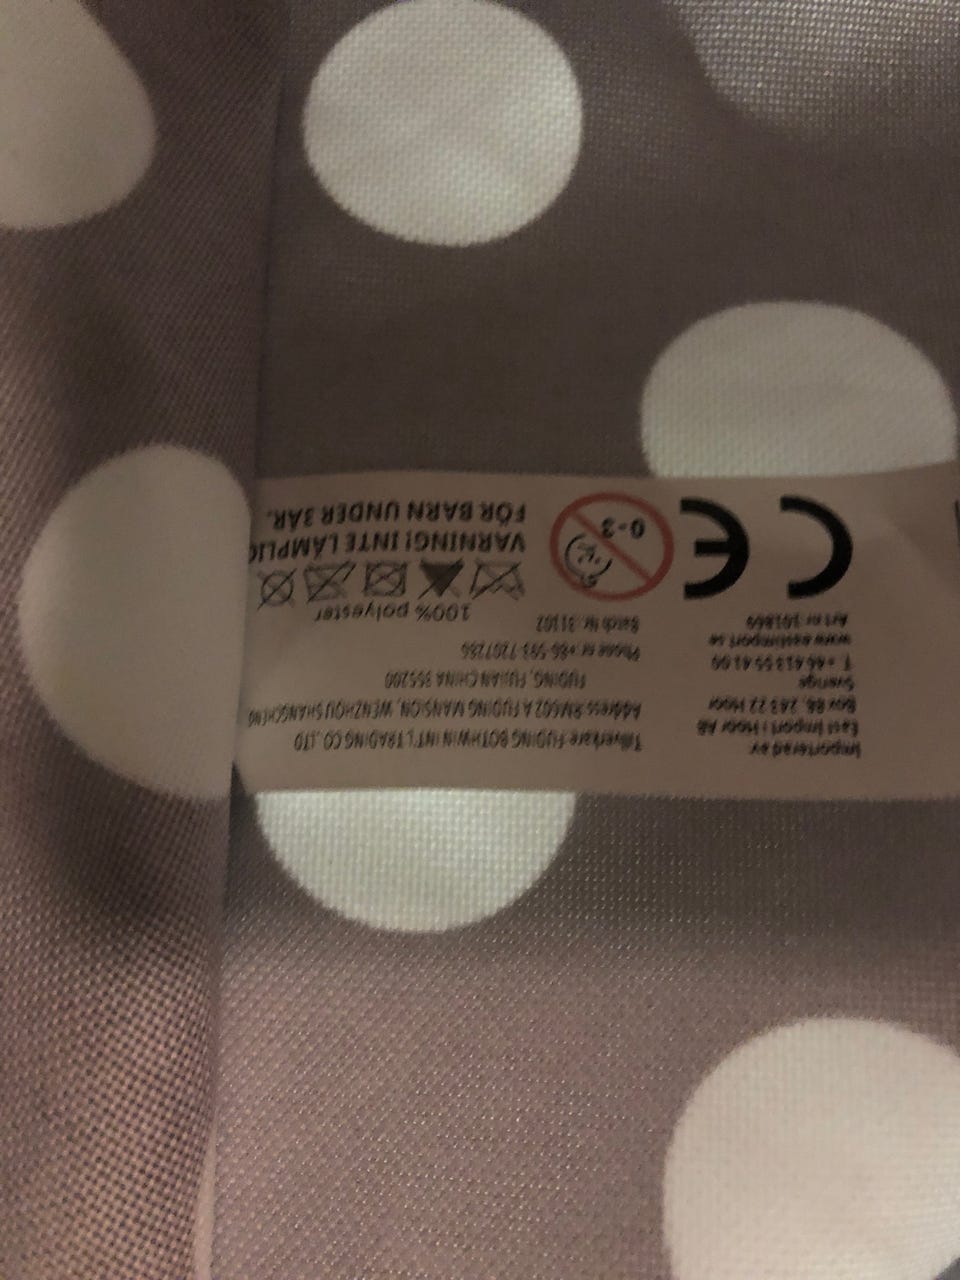 Importerad av:
East Import i Höör AB
Box 88, 243 22 Höör
Sverige
T. +46 413 55 41 00
www.eastimport.se
Art nr: 101869
CE
Tillverkare: FUDING BOTHWIN INT'L TRADING CO.,LTD
Address: RM602 A FUDING MANSION, WENZHOU SHANGCHENG
FUDING, FUJIAN CHINA 355200
Phone nr +86-593-7207286
Batch Nr: 31102
0-3
100% polyester
VARNING! INTE LÄMPLIG
FÖR BARN UNDER 3ÅR.